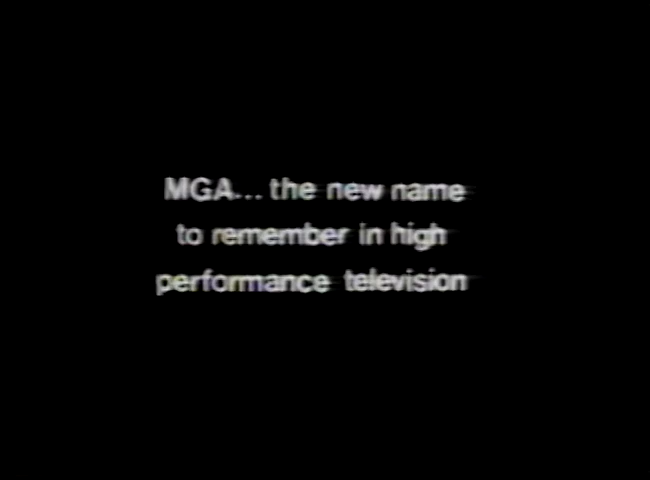 MGA... the new name
to remember in high
performance television